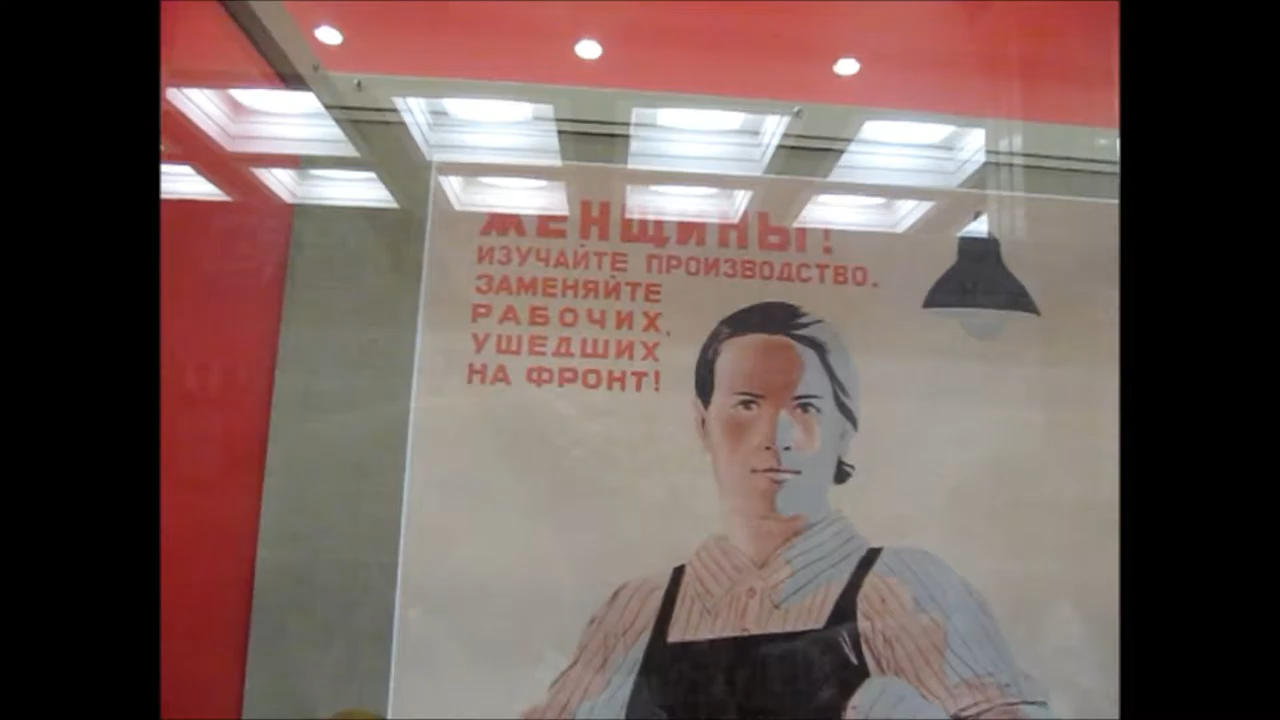 ЖЕНЩИНЫ!
ИЗУЧАЙТЕ ПРОИЗВОДСТВО,
ЗАМЕНЯЙТЕ
РАБОЧИХ,
УШЕДШИХ
НА ФРОНТ!